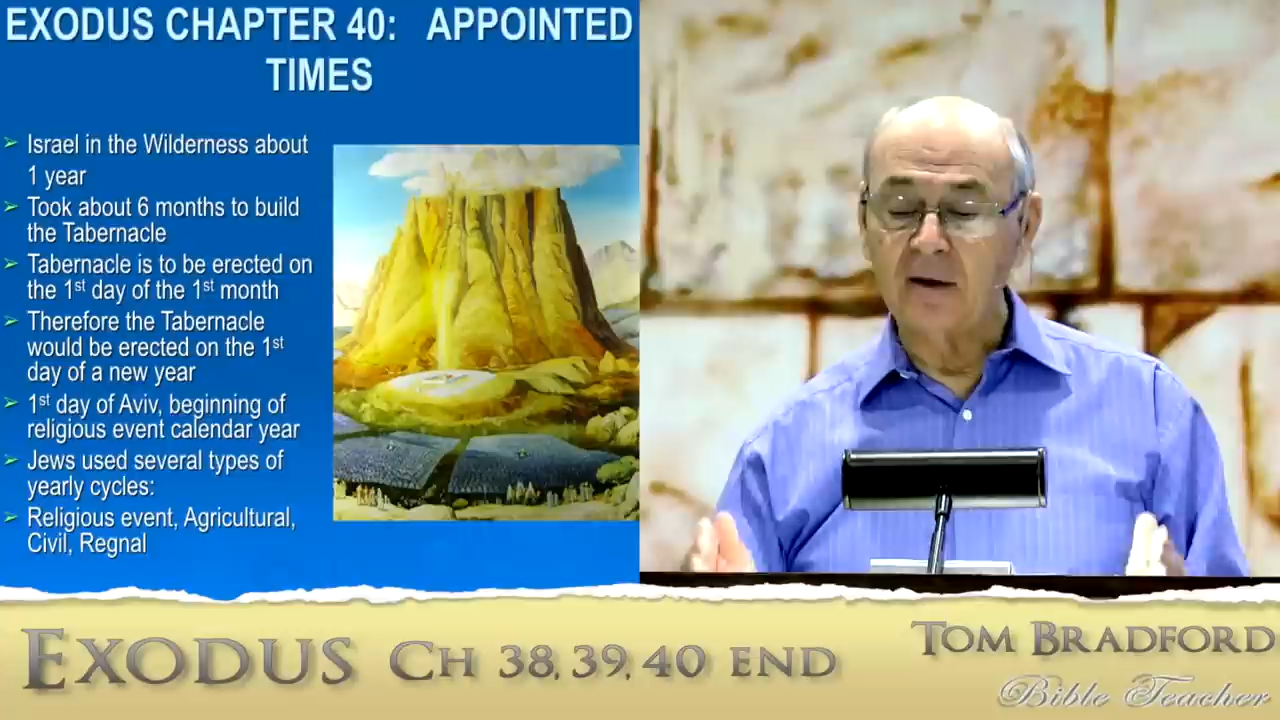 EXODUS CHAPTER 40: APPOINTED
TIMES
➢ Israel in the Wilderness about
1 year
➢ Took about 6 months to build
the Tabernacle
➢ Tabernacle is to be erected on
the 1st day of the 1st month
➢ Therefore the Tabernacle
would be erected on the 1st
day of a new year
➢ 1st day of Aviv, beginning of
religious event calendar year
➢ Jews used several types of
yearly cycles:
➢ Religious event, Agricultural,
Civil, Regnal
EXODUS CH 38, 39, 40 END
TOM BRADFORD
Bible Teacher